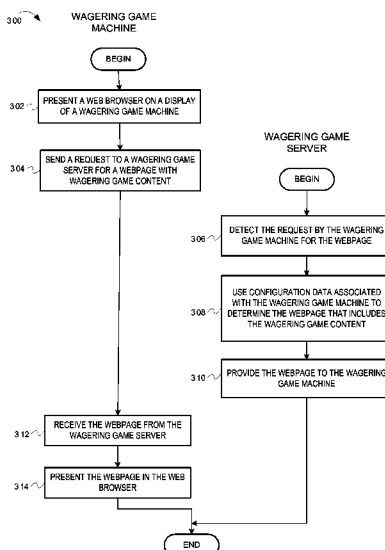 300
WAGERING GAME
MACHINE
BEGIN
302
PRESENT A WEB BROWSER ON A DISPLAY
OF A WAGERING GAME MACHINE
304
SEND A REQUEST TO A WAGERING GAME
SERVER FOR A WEBPAGE WITH
WAGERING GAME CONTENT
WAGERING GAME
SERVER
BEGIN
306
DETECT THE REQUEST BY THE WAGERING
GAME MACHINE FOR THE WEBPAGE
308
USE CONFIGURATION DATA ASSOCIATED
WITH THE WAGERING GAME MACHINE TO
DETERMINE THE WEBPAGE THAT INCLUDES
THE WAGERING GAME CONTENT
310
PROVIDE THE WEBPAGE TO THE WAGERING
GAME MACHINE
312
RECEIVE THE WEBPAGE FROM THE
WAGERING GAME SERVER
314
PRESENT THE WEBPAGE IN THE WEB
BROWSER
END